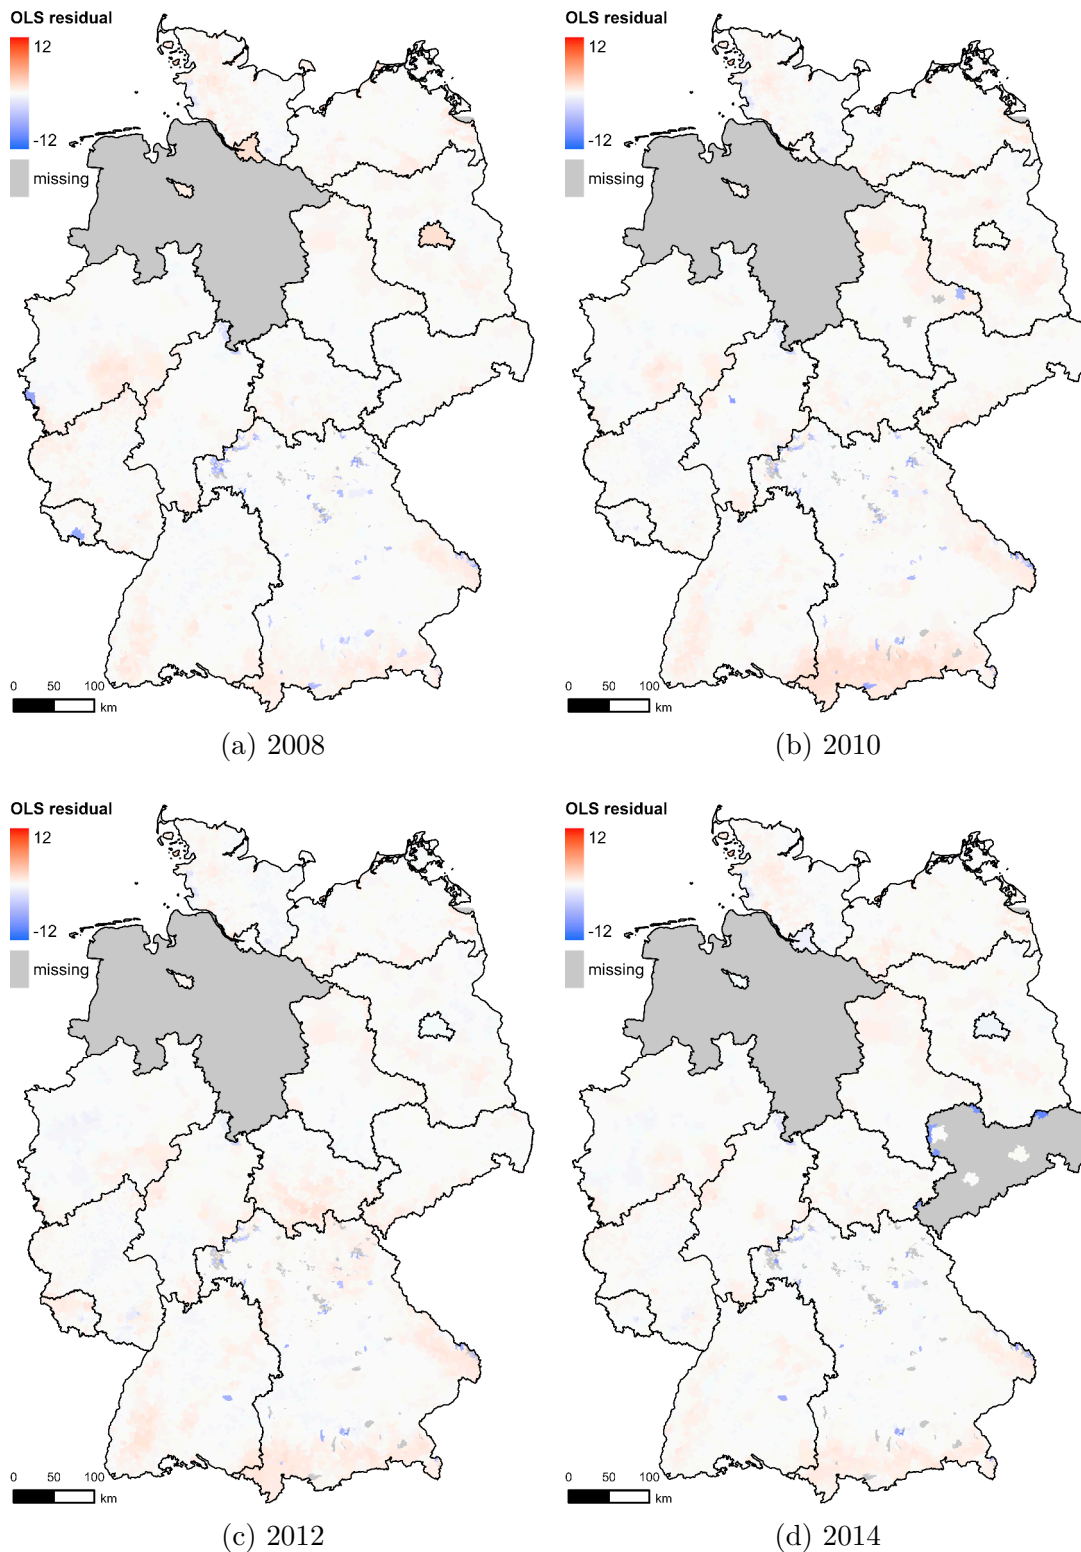 OLS residual
12
-12
missing
0 50 100
km
(a) 2008
OLS residual
12
-12
missing
0 50 100
km
(b) 2010
OLS residual
12
-12
missing
0 50 100
km
(c) 2012
OLS residual
12
-12
missing
0 50 100
km
(d) 2014